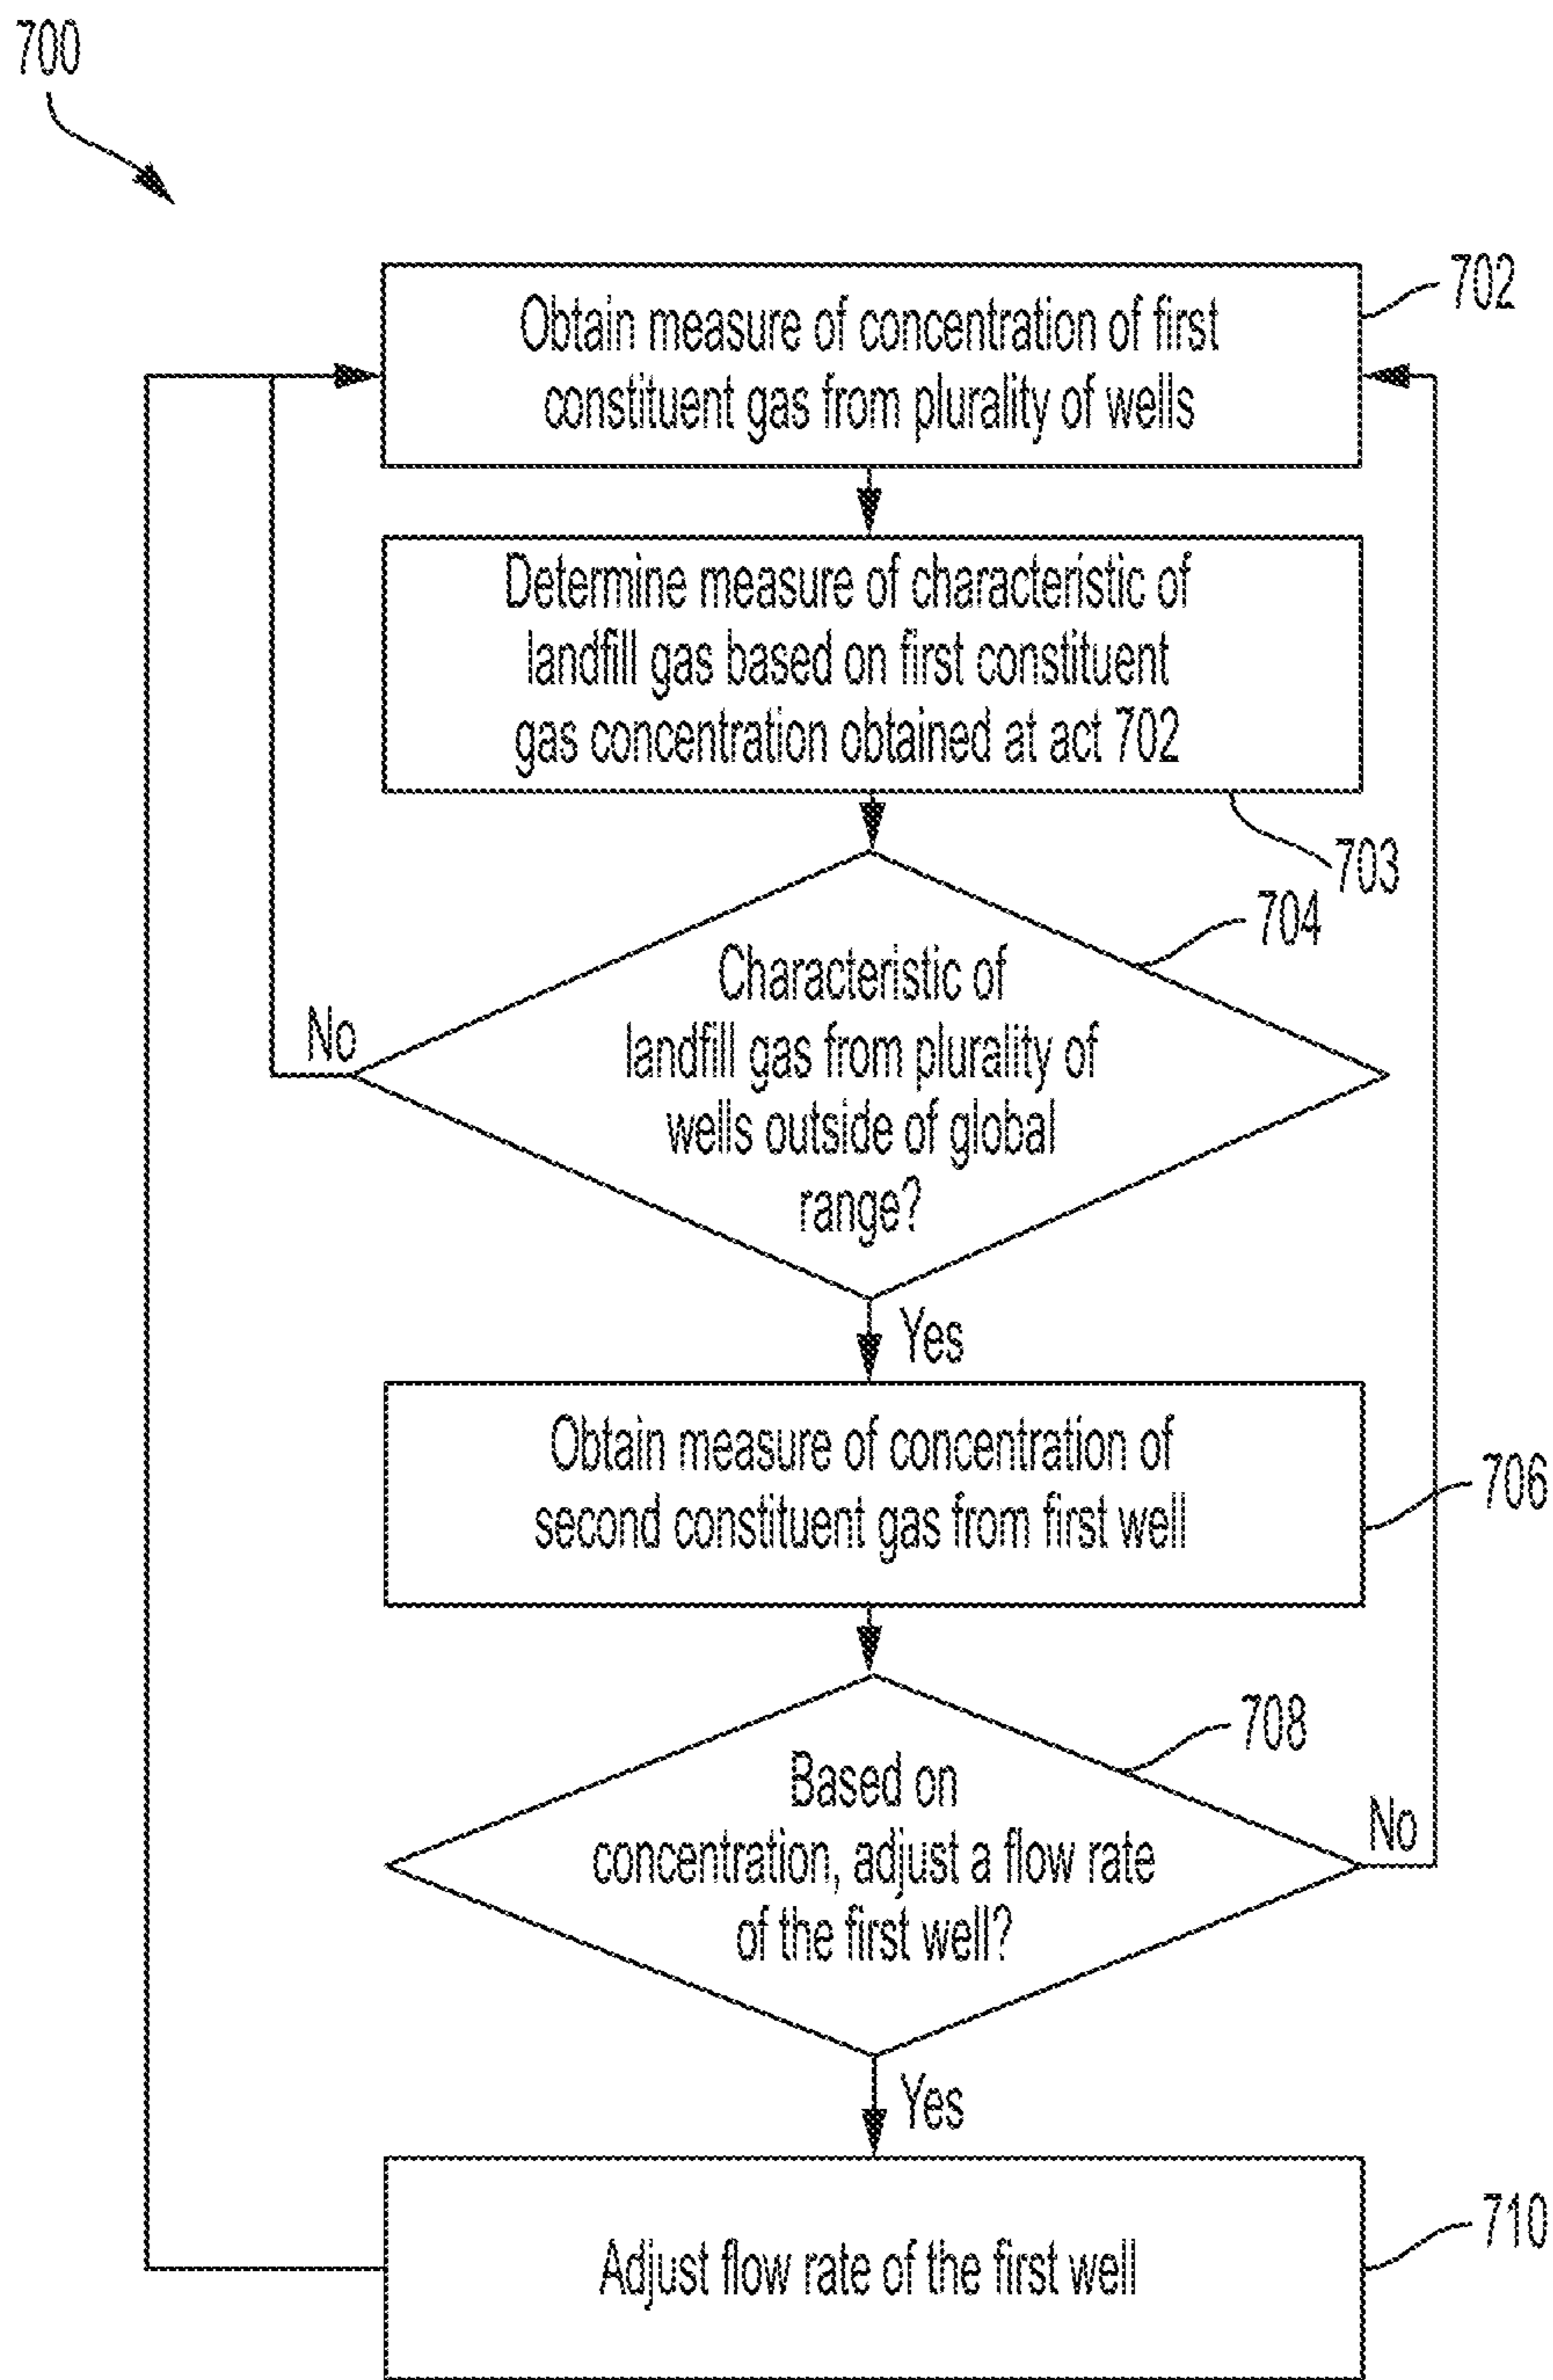 700
Obtain measure of concentration of first
constituent gas from plurality of wells
702
Determine measure of characteristic of
landfill gas based on first constituent
gas concentration obtained at act 702
703
704
Characteristic of
landfill gas from plurality of
wells outside of global
range?
No
Yes
Obtain measure of concentration of
second constituent gas from first well
706
708
Based on
concentration, adjust a flow rate
of the first well?
No
Yes
Adjust flow rate of the first well
710